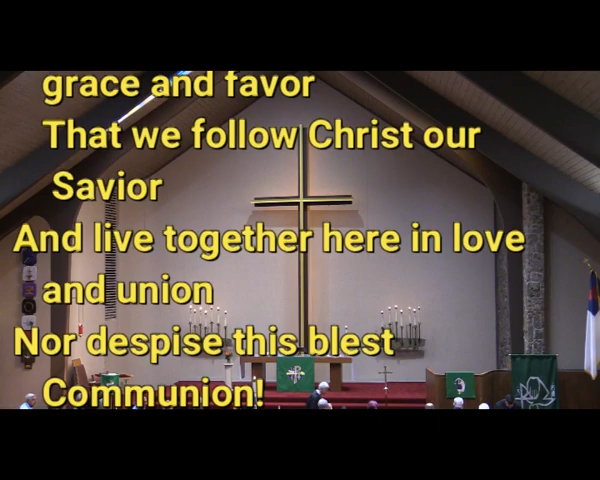 grace and favor
That we follow Christ our
Savior
And live together here in love
and union
Nor despise this blest
Communion!